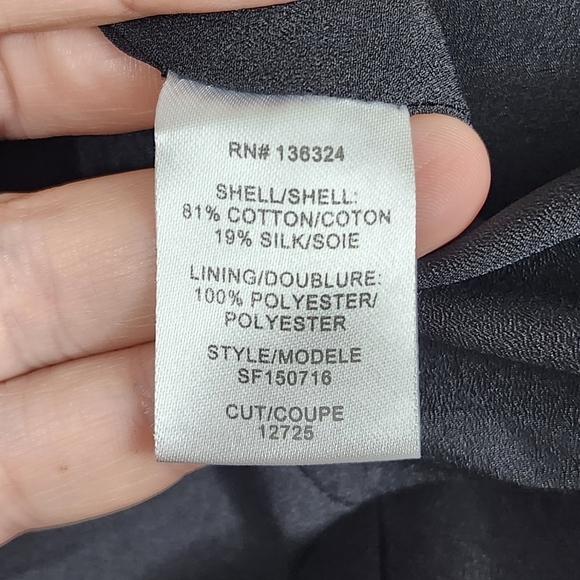 RN# 136324
SHELL/SHELL:
81% COTTON/COTON
19% SILK/SOIE
LINING/DOUBLURE:
100% POLYESTER/
POLYESTER
STYLE/MODELE
SF150716
CUT/COUPE
12725